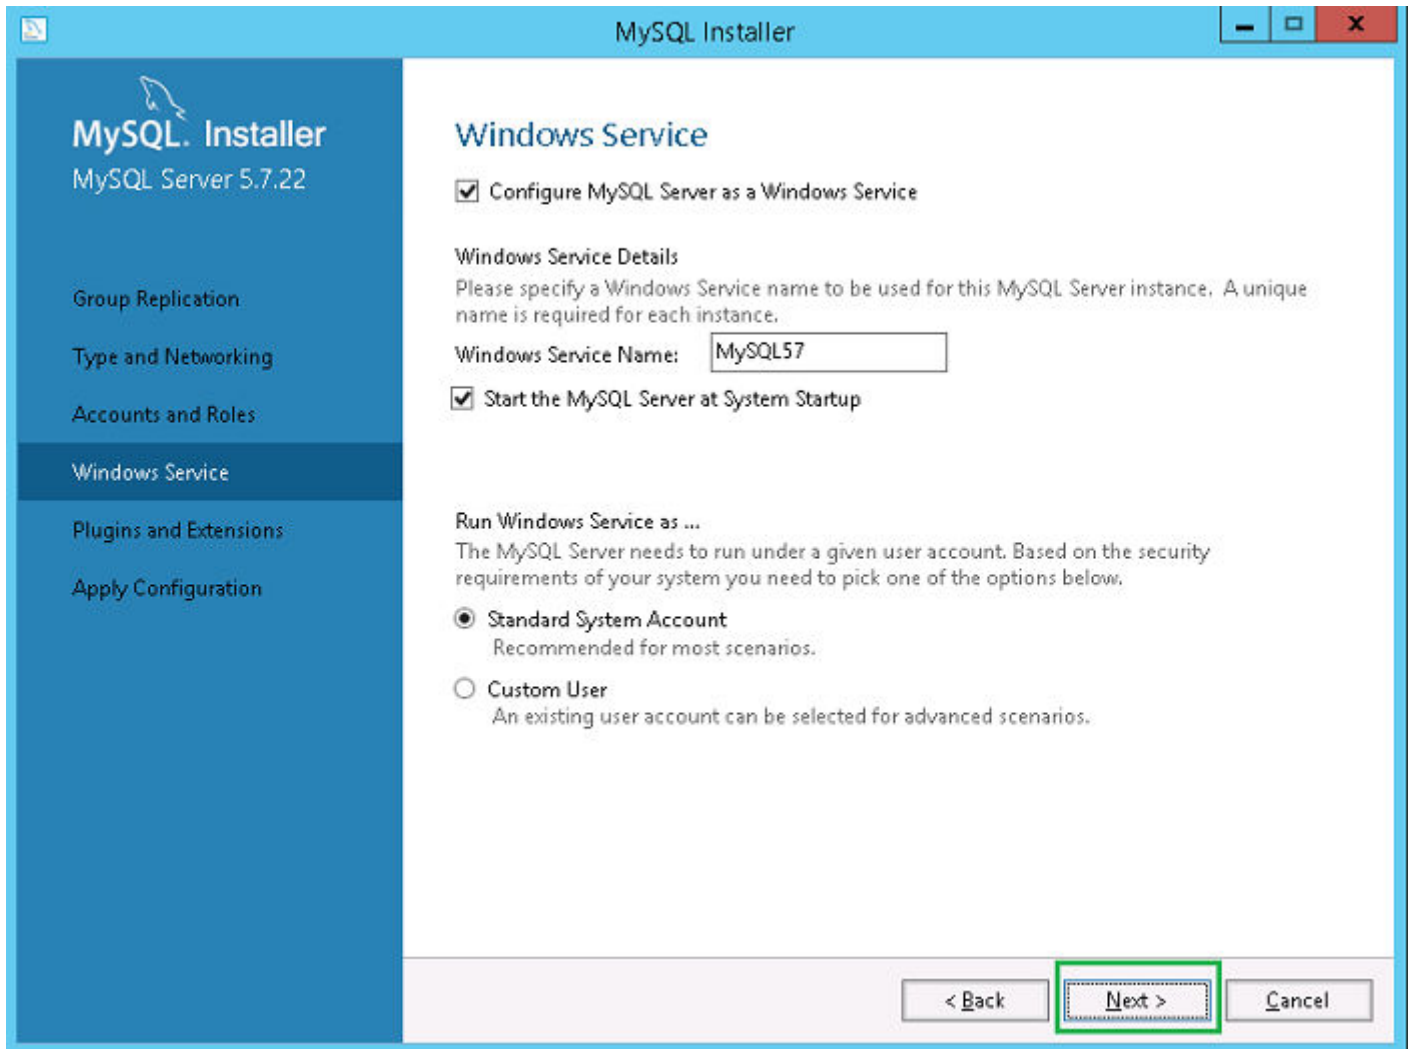 MySQL Installer
MySQL. Installer
MySQL Server 5.7.22
Group Replication
Type and Networking
Accounts and Roles
Windows Service
Plugins and Extensions
Apply Configuration
Windows Service
Configure MySQL Server as a Windows Service
Windows Service Details
Please specify a Windows Service name to be used for this MySQL Server instance. A unique
name is required for each instance.
Windows Service Name: MySQL57
Start the MySQL Server at System Startup
Run Windows Service as ...
The MySQL Server needs to run under a given user account. Based on the security
requirements of your system you need to pick one of the options below.
Standard System Account
Recommended for most scenarios.
Custom User
An existing user account can be selected for advanced scenarios.
< Back Next > Cancel